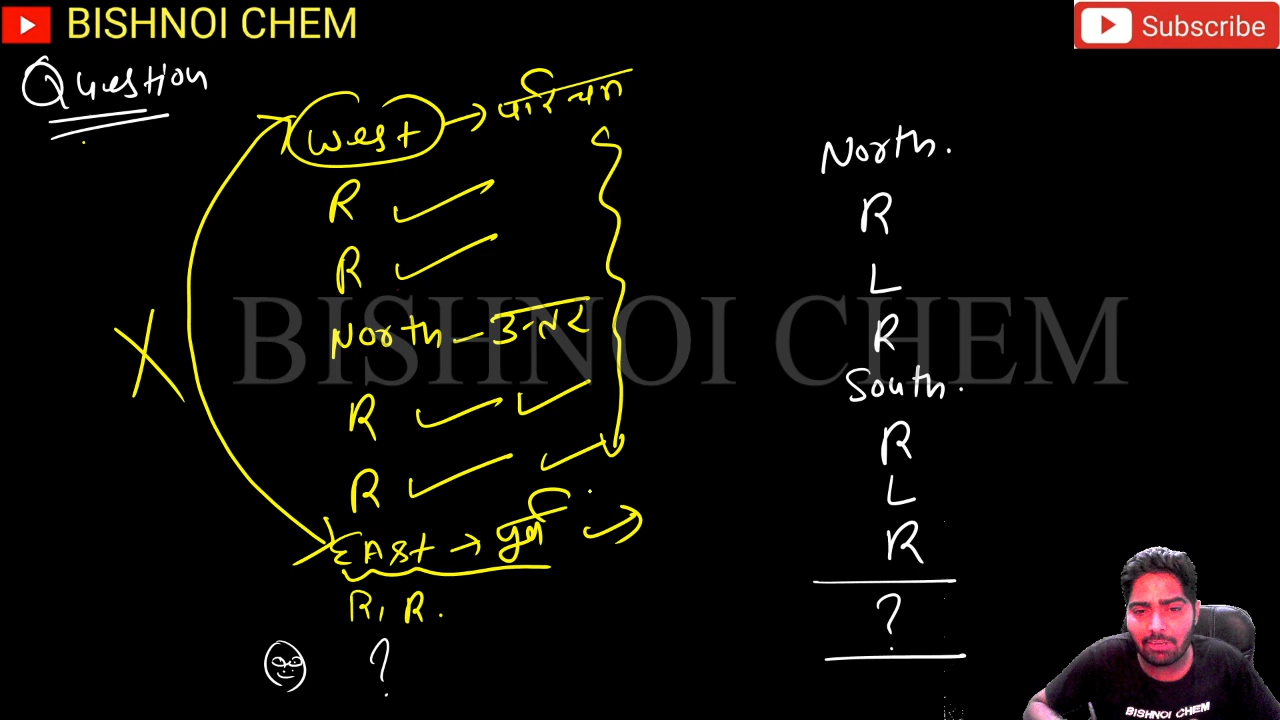 BISHNOI CHEM
Subscribe
Question
West → पश्चिम
R
R
North – उत्तर
R
R
East → पूर्व
R, R.
?
North.
R
L
R
South.
R
L
R
?
BISHNOI CHEM
BISHNOI CHEM